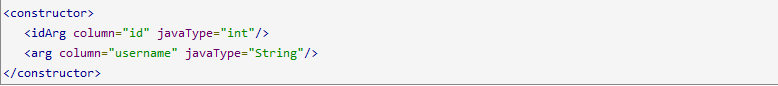 <constructor>
   <idArg column="id" javaType="int"/>
   <arg column="username" javaType="String"/>
</constructor>